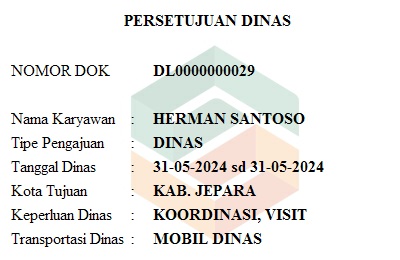 PERSETUJUAN DINAS
NOMOR DOK DL0000000029
Nama Karyawan : HERMAN SANTOSO
Tipe Pengajuan : DINAS
Tanggal Dinas : 31-05-2024 sd 31-05-2024
Kota Tujuan : KAB. JEPARA
Keperluan Dinas : KOORDINASI, VISIT
Transportasi Dinas : MOBIL DINAS